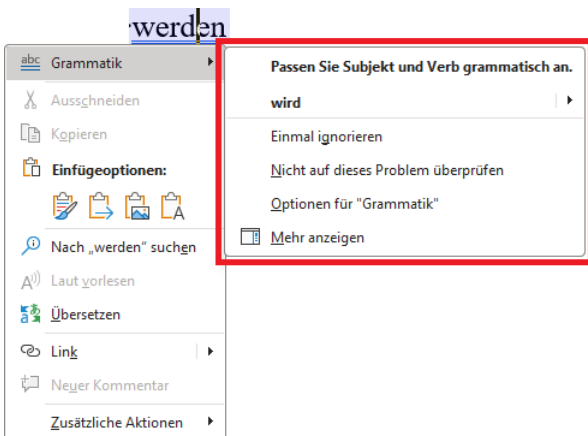 werden
abc Grammatik
Passen Sie Subjekt und Verb grammatisch an.
wird
Einmal ignorieren
Nicht auf dieses Problem überprüfen
Optionen für "Grammatik"
Mehr anzeigen
Ausschneiden
Kopieren
Einfügeoptionen:
A
Nach „werden“ suchen
A Laut vorlesen
Übersetzen
Link
Neuer Kommentar
Zusätzliche Aktionen